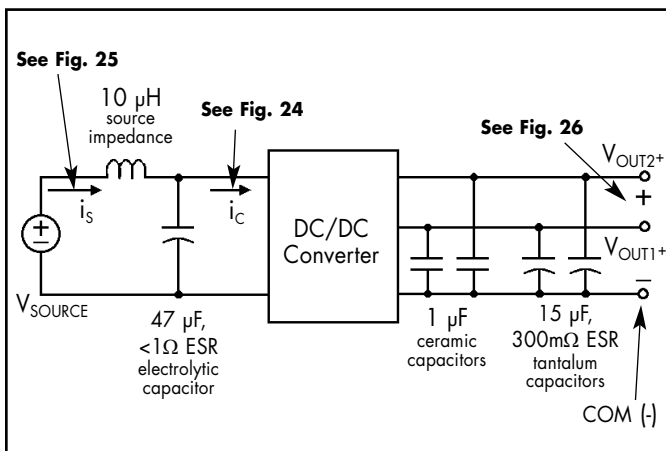 See Fig. 25
10 µH
source
impedance
See Fig. 24
See Fig. 26
VOUT2+
+
iS
iC
DC/DC
Converter
VOUT1+
+
−
−
VSOURCE
47 µF,
<1Ω ESR
electrolytic
capacitor
1 µF
ceramic
capacitors
15 µF,
300mΩ ESR
tantalum
capacitors
COM (-)